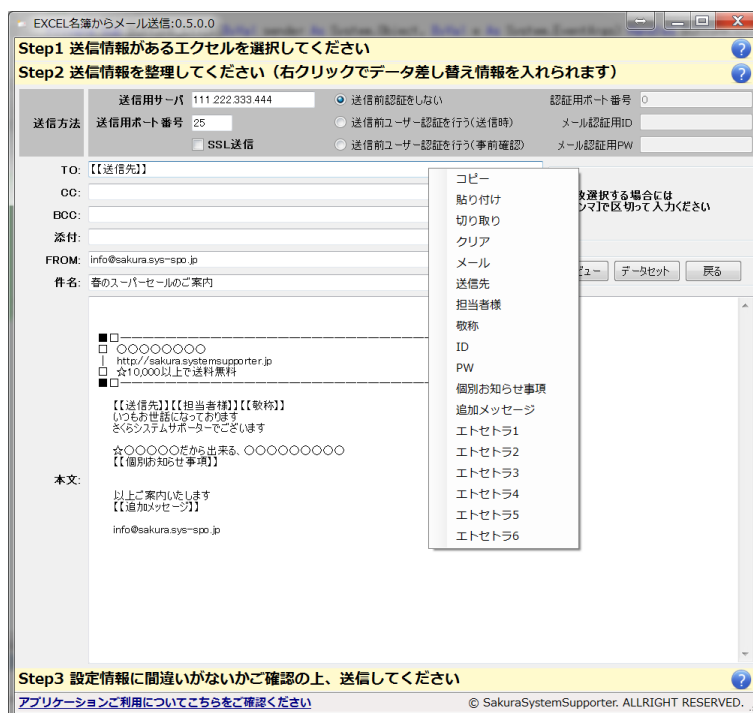 EXCEL名簿からメール送信:0.5.0.0
Step1 送信情報があるエクセルを選択してください
Step2 送信情報を整理してください（右クリックでデータ差し替え情報を入れられます）
送信方法
送信用サーバ 111.222.333.444
送信用ポート番号 25
SSL送信
送信前認証をしない
送信前ユーザー認証を行う(送信時)
送信前ユーザー認証を行う(事前確認)
認証用ポート番号 0
メール認証用ID
メール認証用PW
TO: 【【送信先】】
CC:
BCC:
添付:
FROM: info@sakura.sys-spo.jp
件名: 春のスーパーセールのご案内
選択する場合には
ンマ]で区切って入力ください
ュー データセット 戻る
コピー
貼り付け
切り取り
クリア
メール
送信先
担当者様
敬称
ID
PW
個別お知らせ事項
追加メッセージ
エトセトラ1
エトセトラ2
エトセトラ3
エトセトラ4
エトセトラ5
エトセトラ6
本文:
■□――――――――――――――――――――――――
□ ○○○○○○○○
｜ http://sakura.systemsupporter.jp
□ ☆10,000以上で送料無料
■□――――――――――――――――――――――――
【【送信先】】【【担当者様】】【【敬称】】
いつもお世話になっております
さくらシステムサポーターでございます
☆○○○○○だから出来る、○○○○○○○○○
【【個別お知らせ事項】】
以上ご案内いたします
【【追加メッセージ】】
info@sakura.sys-spo.jp
Step3 設定情報に間違いがないかご確認の上、送信してください
アプリケーションご利用についてこちらをご確認ください
© SakuraSystemSupporter. ALLRIGHT RESERVED.